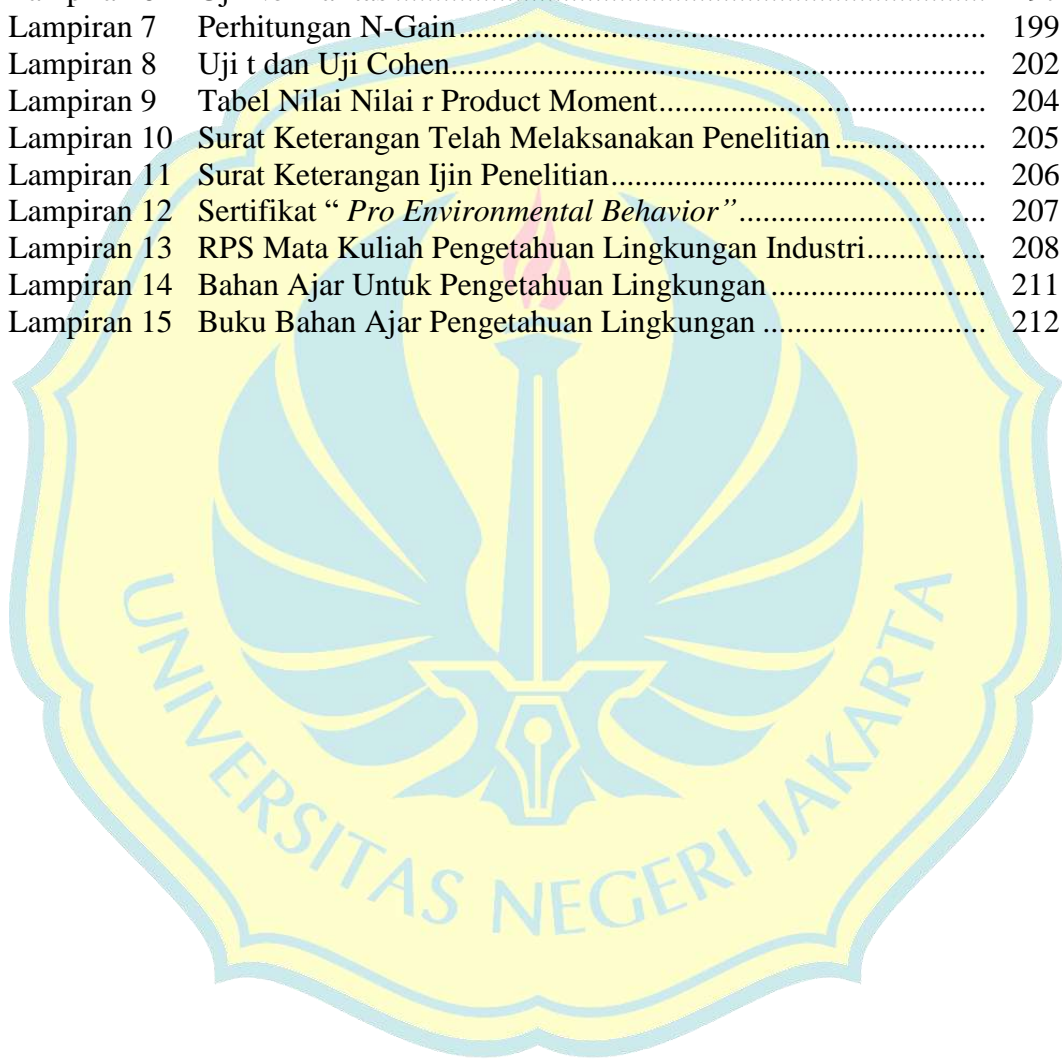 Lampiran 7 Perhitungan N-Gain.................................................................. 199
Lampiran 8 Uji t dan Uji Cohen................................................................... 202
Lampiran 9 Tabel Nilai Nilai r Product Moment......................................... 204
Lampiran 10 Surat Keterangan Telah Melaksanakan Penelitian................... 205
Lampiran 11 Surat Keterangan Ijin Penelitian............................................... 206
Lampiran 12 Sertifikat “ Pro Environmental Behavior”............................... 207
Lampiran 13 RPS Mata Kuliah Pengetahuan Lingkungan Industri............... 208
Lampiran 14 Bahan Ajar Untuk Pengetahuan Lingkungan........................... 211
Lampiran 15 Buku Bahan Ajar Pengetahuan Lingkungan ............................ 212
UNIVERSITAS NEGERI JAKARTA